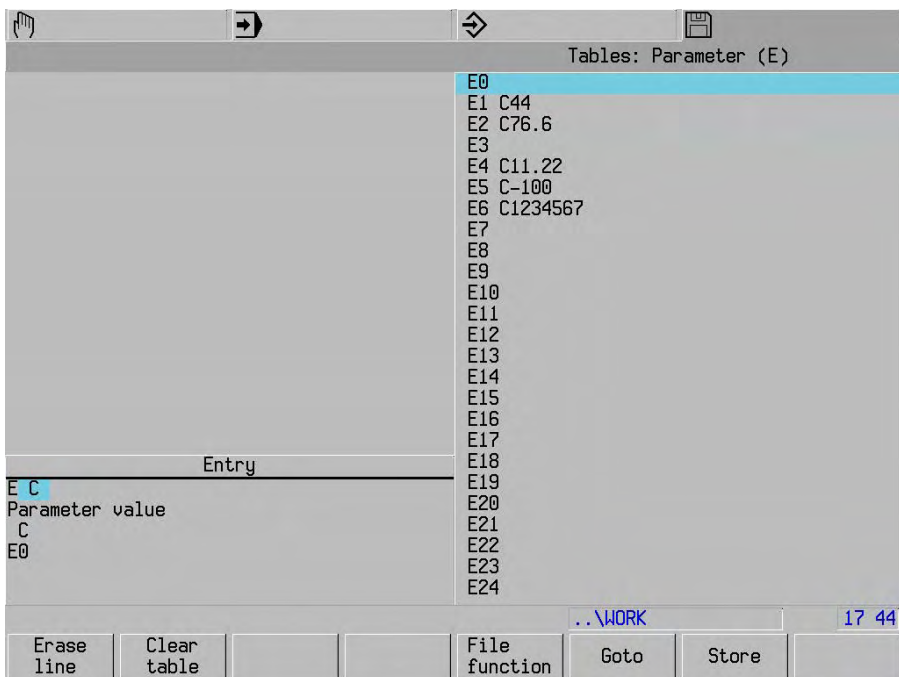 Tables: Parameter (E)
E0
E1 C44
E2 C76.6
E3
E4 C11.22
E5 C-100
E6 C1234567
E7
E8
E9
E10
E11
E12
E13
E14
E15
E16
E17
E18
E19
E20
E21
E22
E23
E24
Entry
E C
Parameter value
C
E0
..\WORK
17 44
Erase line
Clear table
File function
Goto
Store